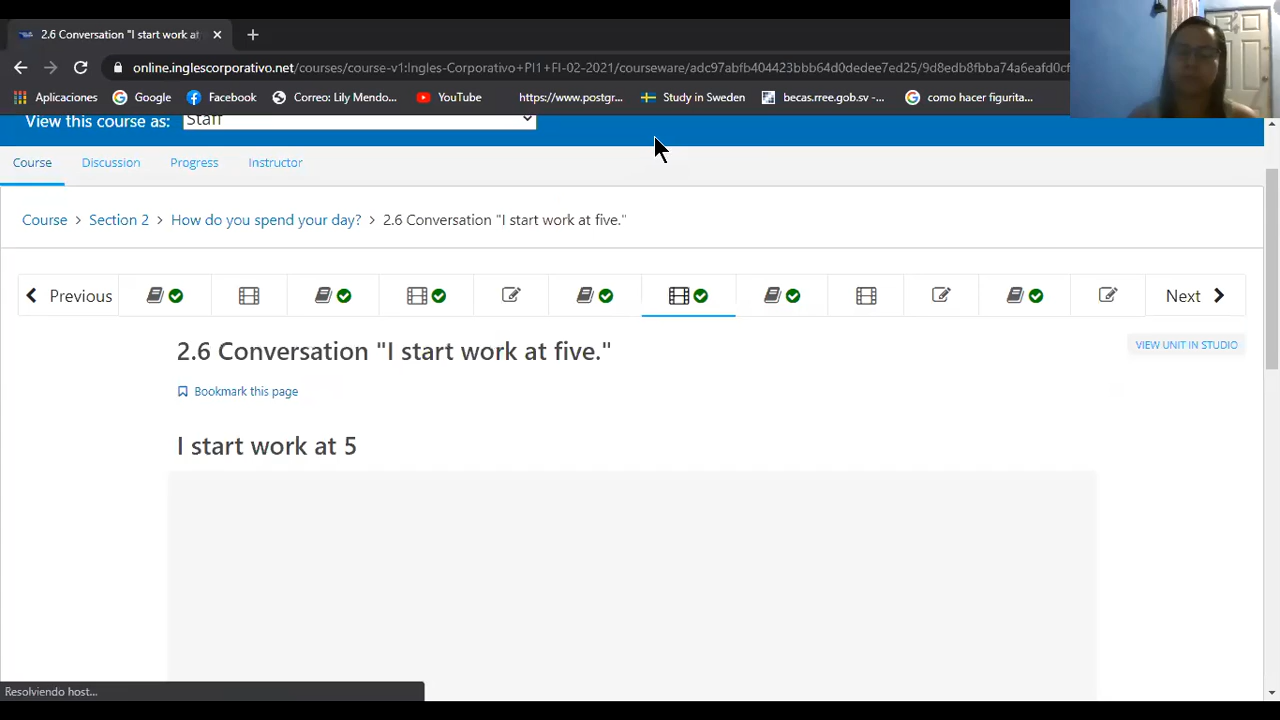 2.6 Conversation "I start work at
online.inglescorporativo.net/courses/course-v1:Ingles-Corporativo+PI1+FI-02-2021/courseware/adc97abfb404423bbb64d0dedee7ed25/9d8edb8fbba74a6eafd0cf
Aplicaciones Google Facebook Correo: Lily Mendo... YouTube https://www.postgr... Study in Sweden becas.rree.gob.sv -... como hacer figurita...
View this course as: Staff
Course Discussion Progress Instructor
Course > Section 2 > How do you spend your day? > 2.6 Conversation "I start work at five."
Previous Next
2.6 Conversation "I start work at five."
VIEW UNIT IN STUDIO
Bookmark this page
I start work at 5
Resolviendo host...